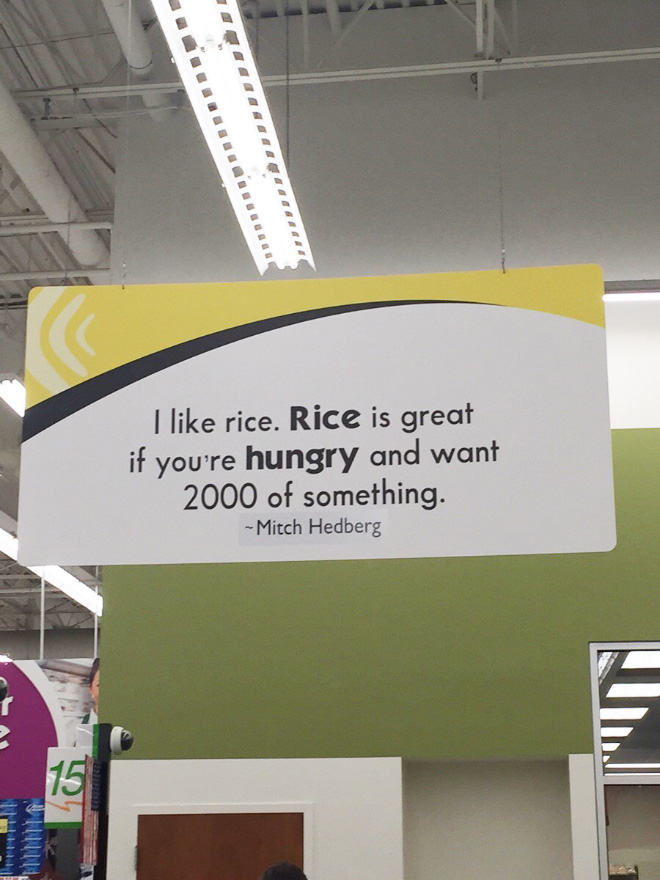 I like rice. Rice is great
if you're hungry and want
2000 of something.
~Mitch Hedberg
15